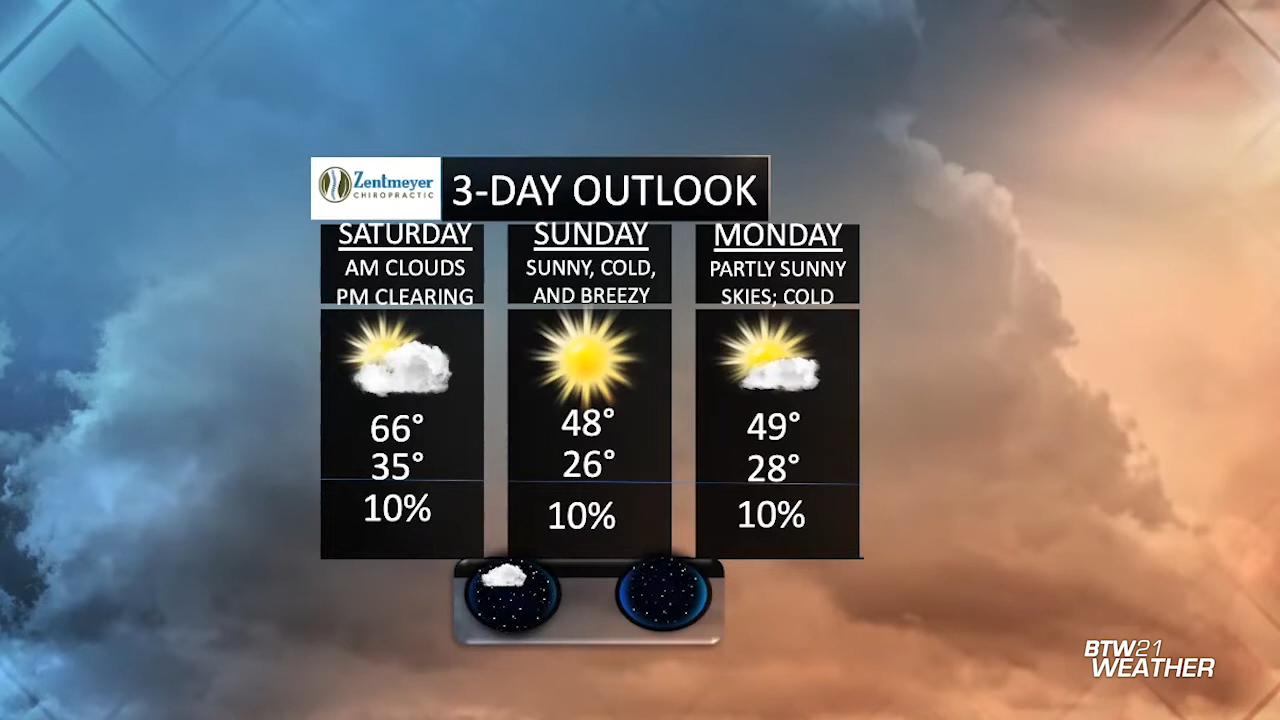 Zentmeyer
CHIROPRACTIC
3-DAY OUTLOOK
SATURDAY
AM CLOUDS
PM CLEARING
66°
35°
10%
SUNDAY
SUNNY, COLD,
AND BREEZY
48°
26°
10%
MONDAY
PARTLY SUNNY
SKIES; COLD
49°
28°
10%
BTW21
WEATHER